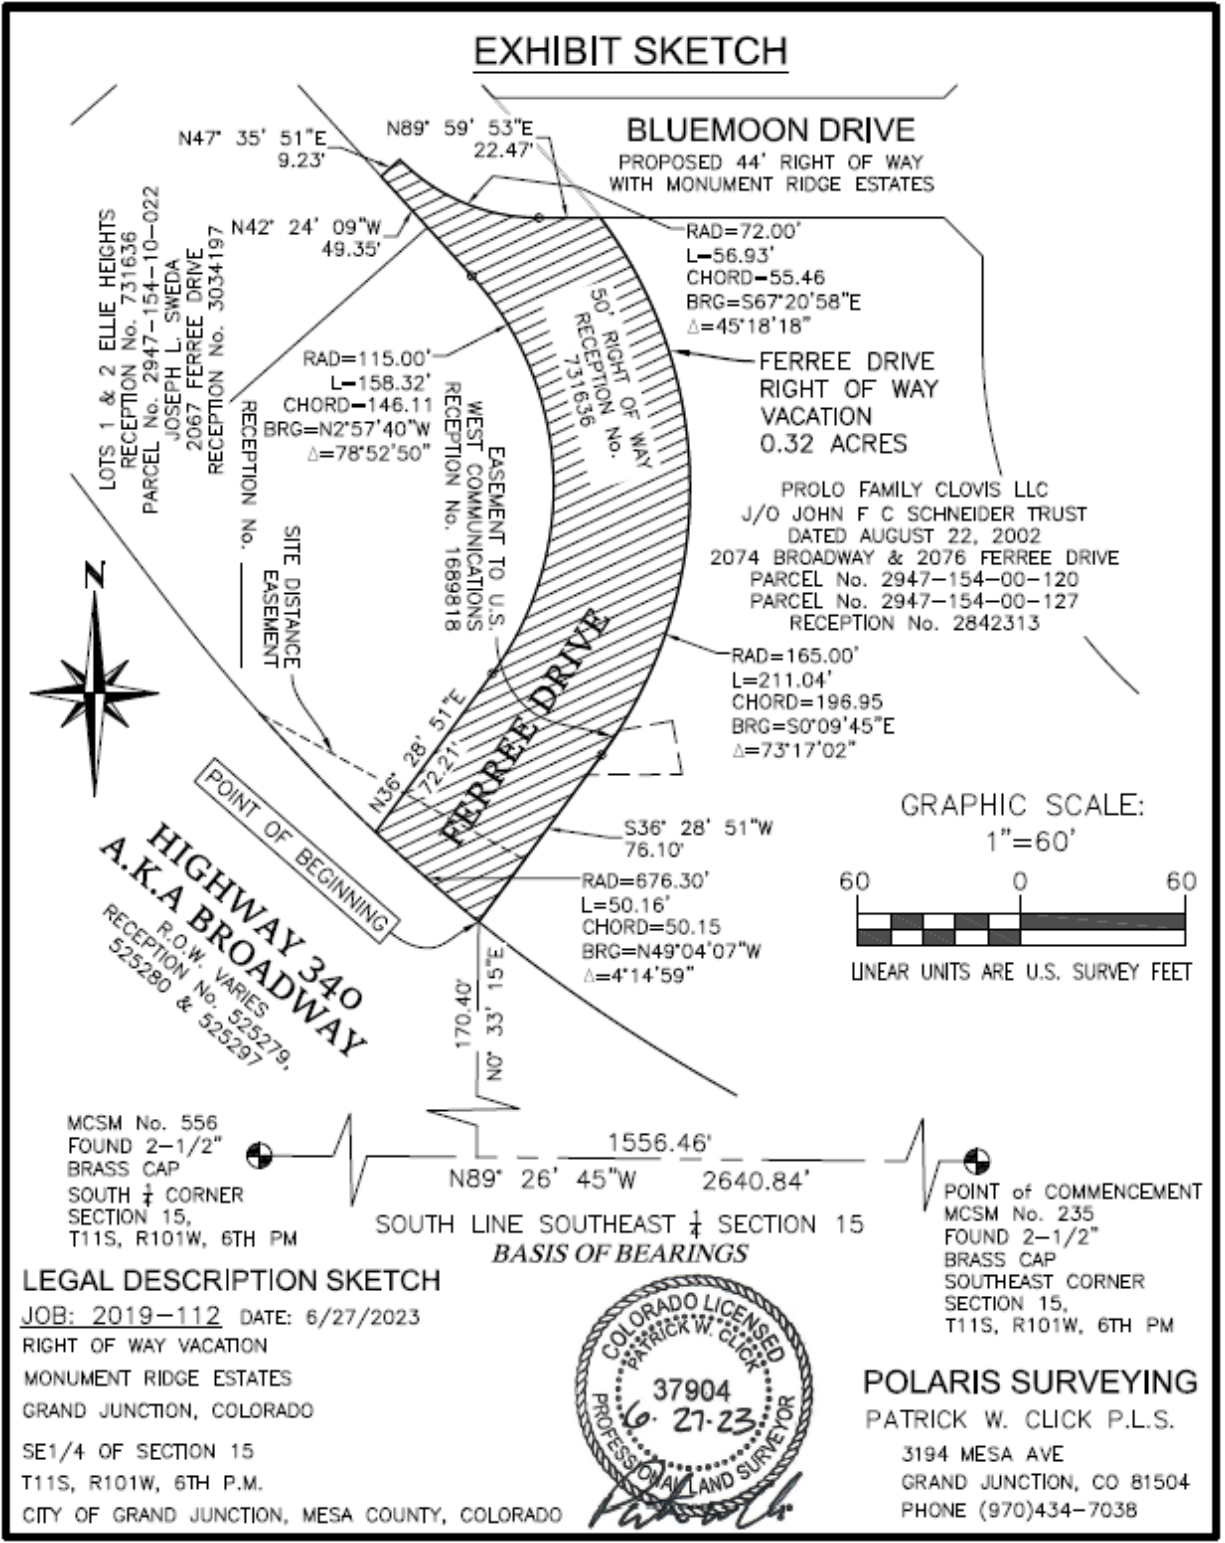 EXHIBIT SKETCH
N47° 35' 51"E
9.23'
N89° 59' 53"E
22.47'
BLUEMOON DRIVE
PROPOSED 44' RIGHT OF WAY
WITH MONUMENT RIDGE ESTATES
N42° 24' 09"W
49.35'
LOTS 1 & 2 ELLIE HEIGHTS
RECEPTION No. 731636
PARCEL No. 2947-154-10-022
JOSEPH L. SWEDA
2067 FERREE DRIVE
RECEPTION No. 3034197
RAD=72.00'
L=56.93'
CHORD=55.46
BRG=S67°20'58"E
Δ=45°18'18"
50' RIGHT OF WAY
RECEPTION No.
731636
RAD=115.00'
L=158.32'
CHORD=146.11
BRG=N2°57'40"W
Δ=78°52'50"
FERREE DRIVE
RIGHT OF WAY
VACATION
0.32 ACRES
EASEMENT TO U.S.
WEST COMMUNICATIONS
RECEPTION No. 1689818
RECEPTION No.
SITE DISTANCE
EASEMENT
PROLO FAMILY CLOVIS LLC
J/O JOHN F C SCHNEIDER TRUST
DATED AUGUST 22, 2002
2074 BROADWAY & 2076 FERREE DRIVE
PARCEL No. 2947-154-00-120
PARCEL No. 2947-154-00-127
RECEPTION No. 2842313
N
RAD=165.00'
L=211.04'
CHORD=196.95
BRG=S0°09'45"E
Δ=73°17'02"
N36° 28' 51"E
72.21'
FERREE DRIVE
POINT OF BEGINNING
S36° 28' 51"W
76.10'
GRAPHIC SCALE:
1"=60'
60 0 60
LINEAR UNITS ARE U.S. SURVEY FEET
HIGHWAY 340
A.K.A BROADWAY
R.O.W. VARIES
RECEPTION No. 525279,
525280 & 525297
RAD=676.30'
L=50.16'
CHORD=50.15
BRG=N49°04'07"W
Δ=4°14'59"
170.40'
N0° 33' 15"E
MCSM No. 556
FOUND 2-1/2"
BRASS CAP
SOUTH 1/4 CORNER
SECTION 15,
T11S, R101W, 6TH PM
1556.46'
N89° 26' 45"W 2640.84'
SOUTH LINE SOUTHEAST 1/4 SECTION 15
BASIS OF BEARINGS
POINT of COMMENCEMENT
MCSM No. 235
FOUND 2-1/2"
BRASS CAP
SOUTHEAST CORNER
SECTION 15,
T11S, R101W, 6TH PM
LEGAL DESCRIPTION SKETCH
JOB: 2019-112 DATE: 6/27/2023
RIGHT OF WAY VACATION
MONUMENT RIDGE ESTATES
GRAND JUNCTION, COLORADO
SE1/4 OF SECTION 15
T11S, R101W, 6TH P.M.
CITY OF GRAND JUNCTION, MESA COUNTY, COLORADO
COLORADO LICENSED
PATRICK W. CLICK
37904
6-27-23
PROFESSIONAL LAND SURVEYOR
POLARIS SURVEYING
PATRICK W. CLICK P.L.S.
3194 MESA AVE
GRAND JUNCTION, CO 81504
PHONE (970)434-7038